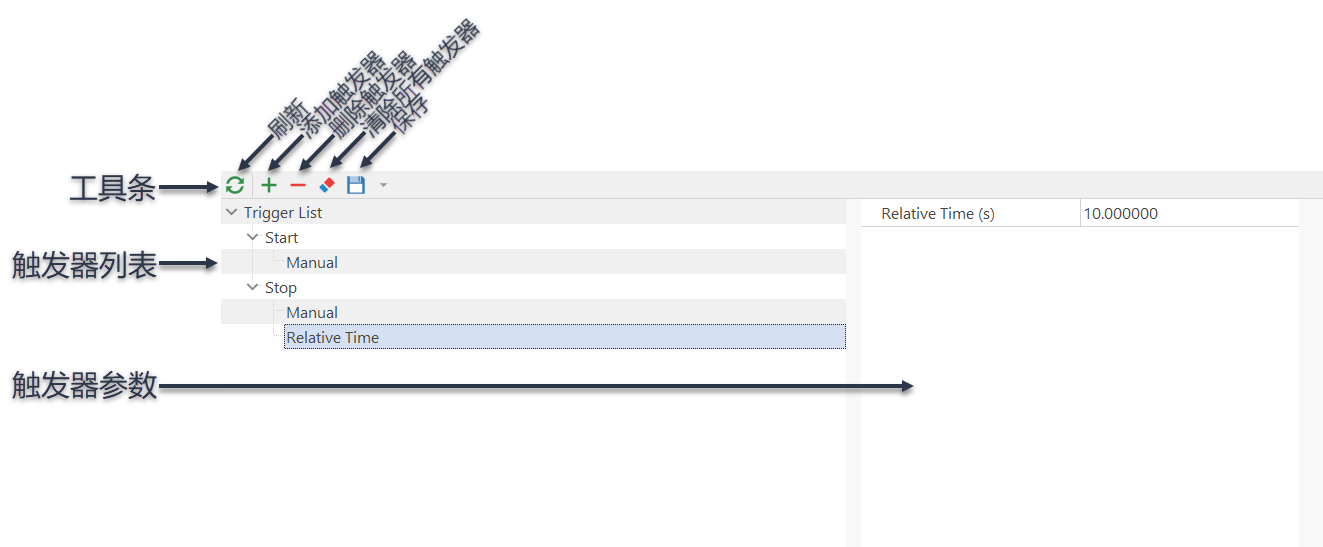 刷新
添加触发器
删除触发器
清除所有触发器
保存
工具条
Trigger List
Relative Time (s) 10.000000
Start
触发器列表
Manual
Stop
Manual
Relative Time
触发器参数